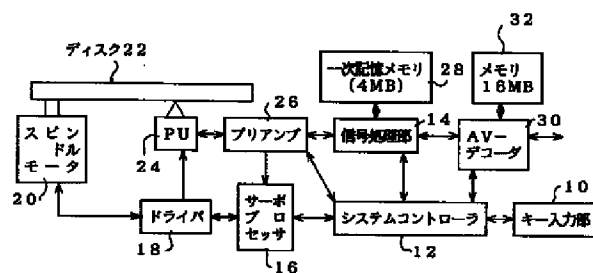 32
ディスク22
一次記憶メモリ
(4MB)
28
メモリ
16MB
26
スピン
ドル
モータ
20
PU
24
プリアンプ
14
信号処理部
30
AV－
デコーダ
10
ドライバ
18
サーボ
プロ
セッサ
16
システムコントローラ
12
キー入力部